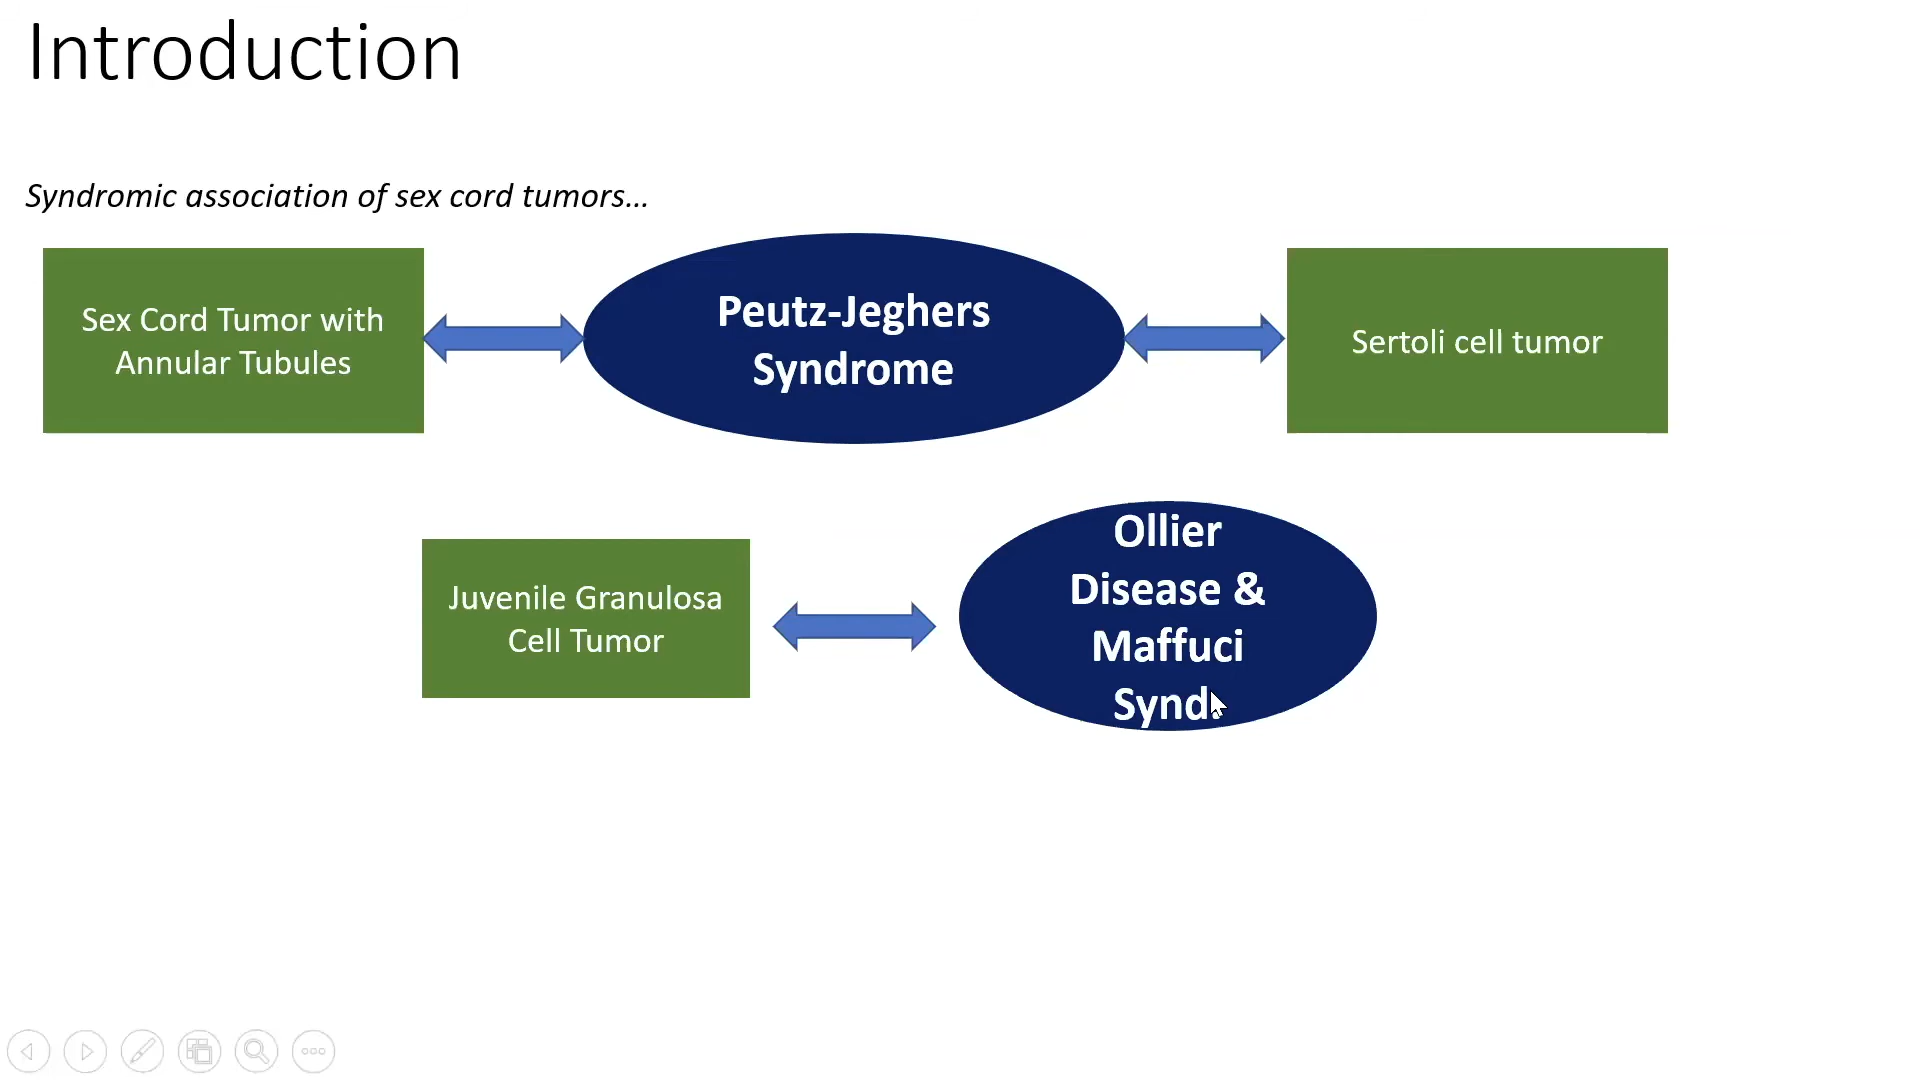 Introduction
Syndromic association of sex cord tumors...
Sex Cord Tumor with
Annular Tubules
Peutz-Jeghers
Syndrome
Sertoli cell tumor
Juvenile Granulosa
Cell Tumor
Ollier
Disease &
Maffuci
Synd.